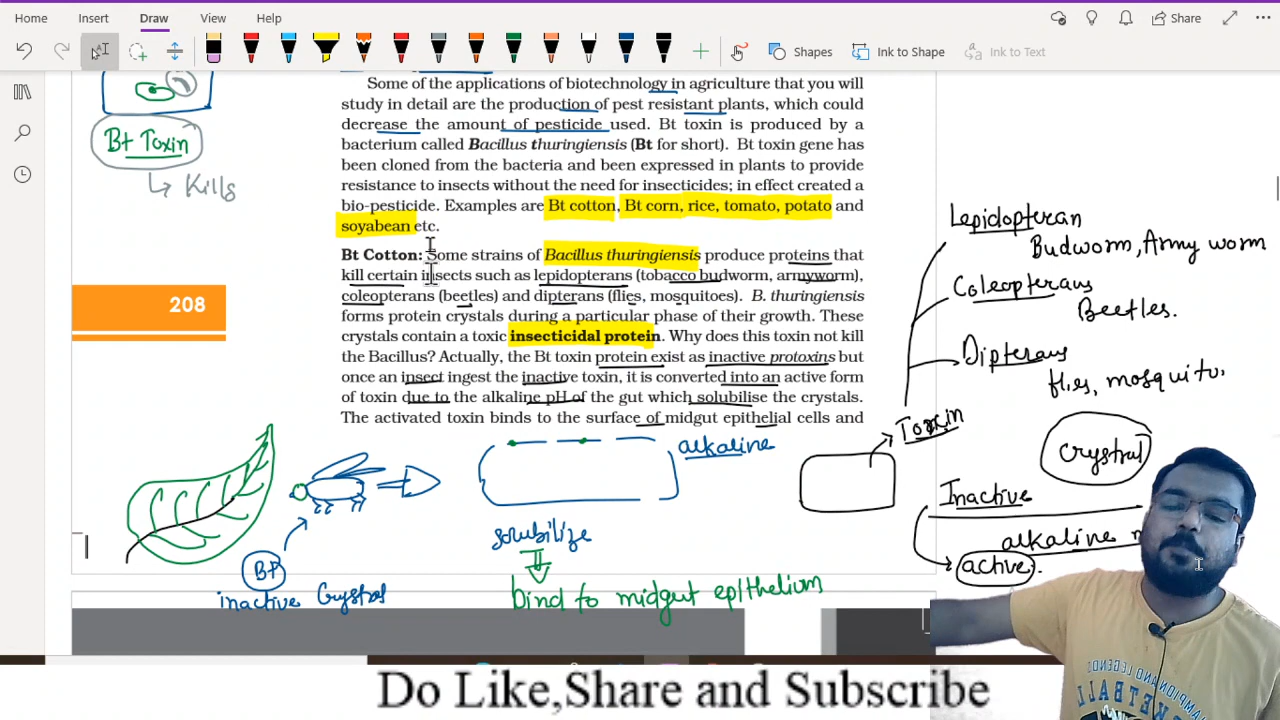 Home Insert Draw View Help Share
Shapes Ink to Shape Ink to Text
Some of the applications of biotechnology in agriculture that you will
study in detail are the production of pest resistant plants, which could
decrease the amount of pesticide used. Bt toxin is produced by a
bacterium called Bacillus thuringiensis (Bt for short). Bt toxin gene has
been cloned from the bacteria and been expressed in plants to provide
resistance to insects without the need for insecticides; in effect created a
bio-pesticide. Examples are Bt cotton, Bt corn, rice, tomato, potato and
soyabean etc.
Bt Cotton: Some strains of Bacillus thuringiensis produce proteins that
kill certain insects such as lepidopterans (tobacco budworm, armyworm),
coleopterans (beetles) and dipterans (flies, mosquitoes). B. thuringiensis
forms protein crystals during a particular phase of their growth. These
crystals contain a toxic insecticidal protein. Why does this toxin not kill
the Bacillus? Actually, the Bt toxin protein exist as inactive protoxins but
once an insect ingest the inactive toxin, it is converted into an active form
of toxin due to the alkaline pH of the gut which solubilise the crystals.
The activated toxin binds to the surface of midgut epithelial cells and
208
Bt Toxin
Kills
Lepidopteran
Budworm, Army worm
Coleopterans
Beetles.
Dipterans
flies, mosquito.
Toxin
crystal
Inactive
alkaline
active.
alkaline
solubilize
bind to midgut epithelium
Bt
inactive Crystal
Do Like,Share and Subscribe